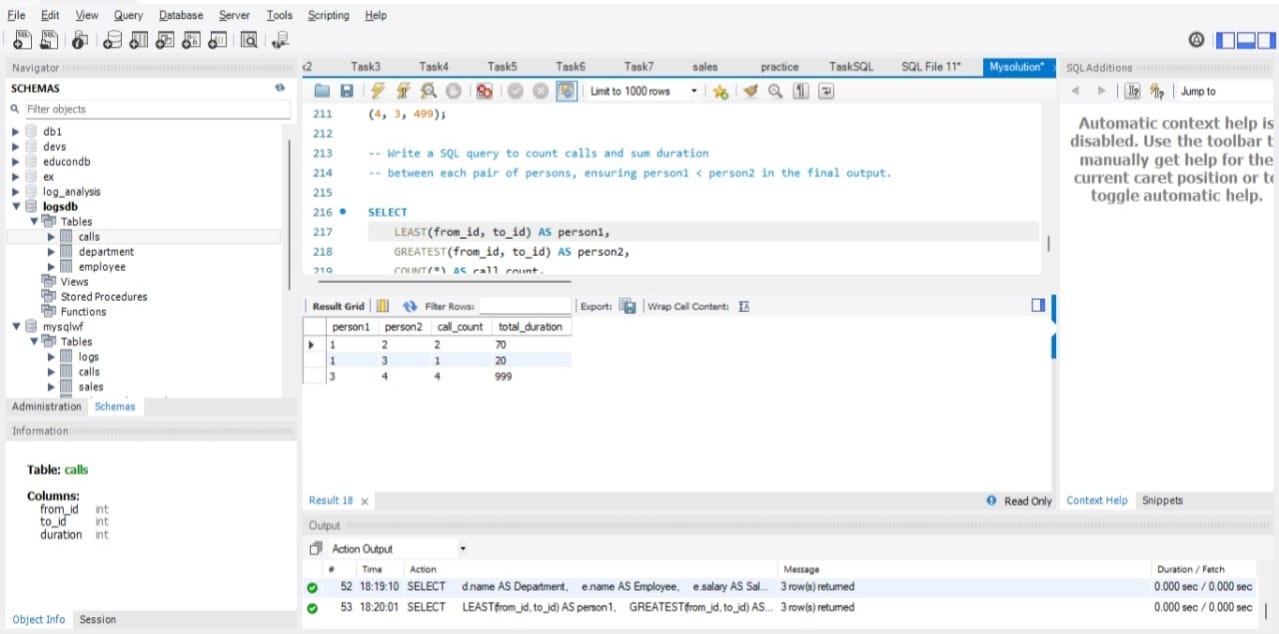 File Edit View Query Database Server Tools Scripting Help
Navigator
SCHEMAS
Filter objects
db1
devs
educondb
ex
log_analysis
logsdb
Tables
calls
department
employee
Views
Stored Procedures
Functions
mysqlwf
Tables
logs
calls
sales
Administration Schemas
Information
Table: calls
Columns:
from_id int
to_id int
duration int
Object Info Session
Task3 Task4 Task5 Task6 Task7 sales practice TaskSQL SQL File 11* Mysolution*
Limit to 1000 rows
211 (4, 3, 499);
212
213 -- Write a SQL query to count calls and sum duration
214 -- between each pair of persons, ensuring person1 < person2 in the final output.
215
216 SELECT
217 LEAST(from_id, to_id) AS person1,
218 GREATEST(from_id, to_id) AS person2,
219 COUNT(*) AS call_count,
Result Grid Filter Rows: Export: Wrap Cell Content:
person1 person2 call_count total_duration
1 2 2 70
1 3 1 20
3 4 4 999
Result 18 Read Only
Output
Action Output
# Time Action Message Duration / Fetch
52 18:19:10 SELECT d.name AS Department, e.name AS Employee, e.salary AS Sal... 3 row(s) returned 0.000 sec / 0.000 sec
53 18:20:01 SELECT LEAST(from_id, to_id) AS person1, GREATEST(from_id, to_id) AS... 3 row(s) returned 0.000 sec / 0.000 sec
SQLAdditions
Jump to
Automatic context help is
disabled. Use the toolbar t
manually get help for the
current caret position or to
toggle automatic help.
Context Help Snippets